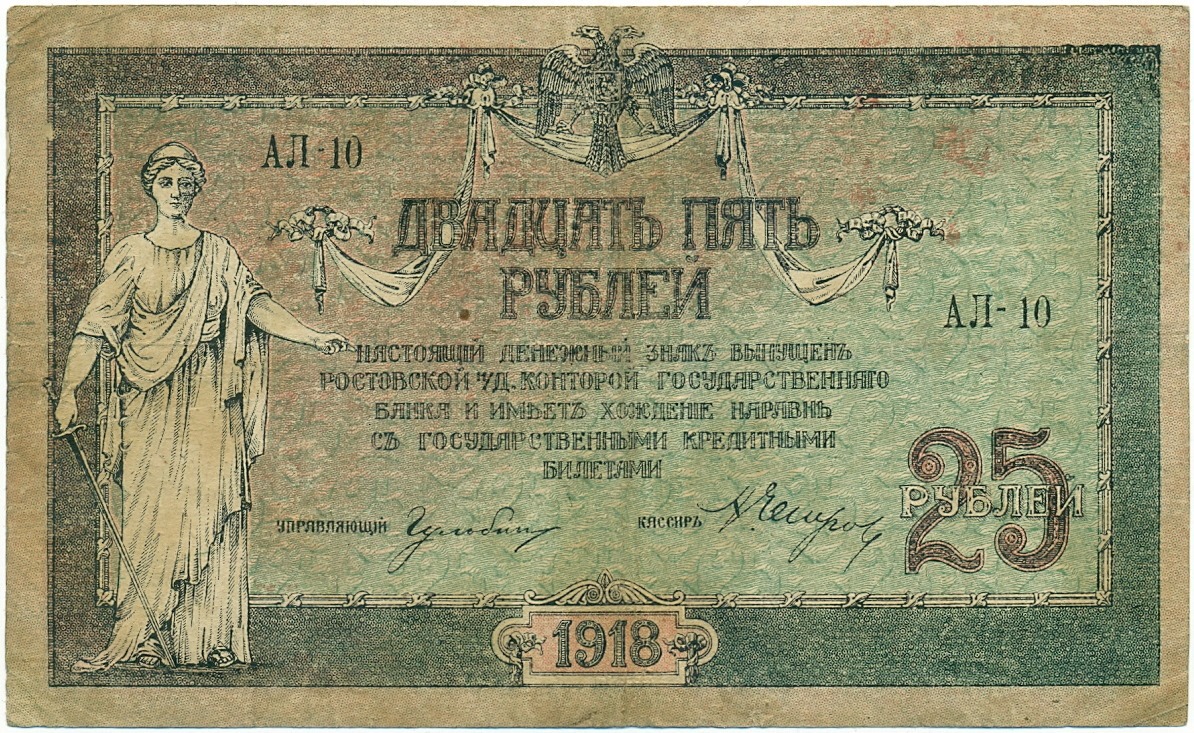 АЛ-10
ДВАДЦАТЬ ПЯТЬ
РУБЛЕЙ
АЛ-10
НАСТОЯЩІЙ ДЕНЕЖНЫЙ ЗНАКЪ ВЫПУЩЕНЪ
РОСТОВСКОЙ Н/Д. КОНТОРОЙ ГОСУДАРСТВЕННАГО
БАНКА И ИМѢЕТЪ ХОЖДЕНІЕ НАРАВНѢ
СЪ ГОСУДАРСТВЕННЫМИ КРЕДИТНЫМИ
БИЛЕТАМИ
25
РУБЛЕЙ
УПРАВЛЯЮЩІЙ Гульбин КАССИРЪ
1918